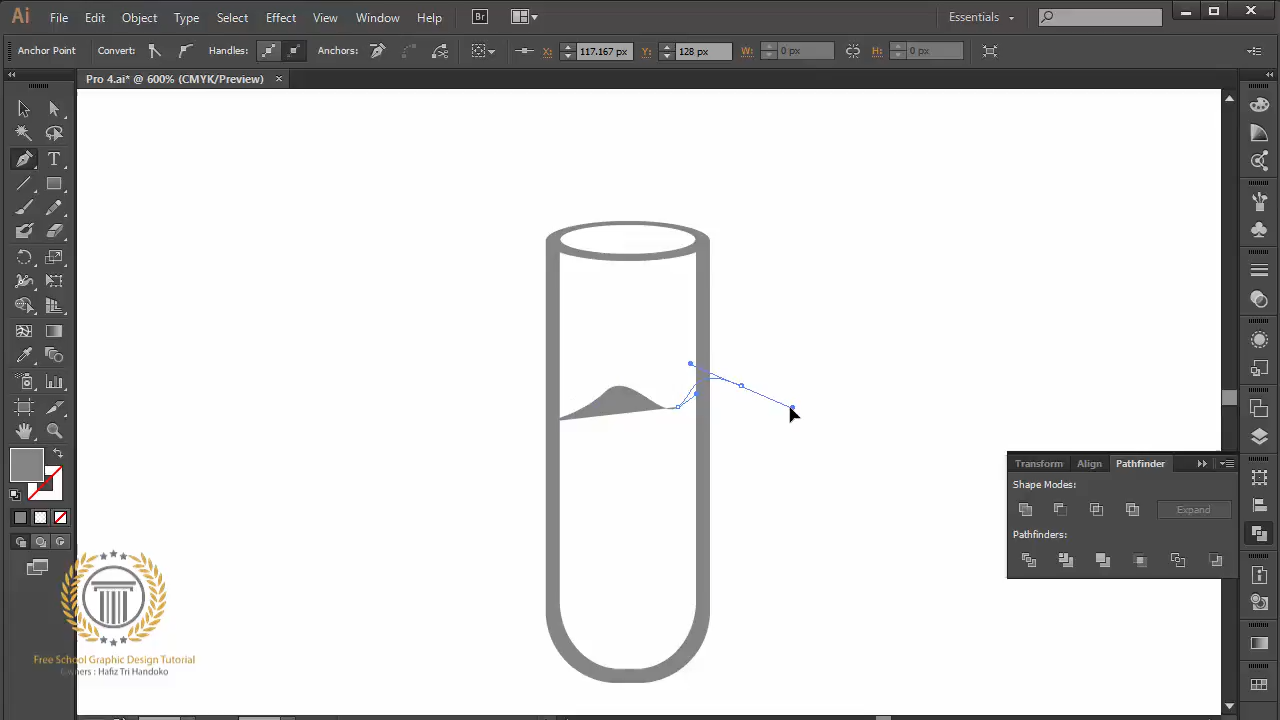 Ai File Edit Object Type Select Effect View Window Help Br Essentials
Anchor Point Convert: Handles: Anchors: X: 117.167 px Y: 128 px W: 0 px H: 0 px
Pro 4.ai* @ 600% (CMYK/Preview) ×
T
Transform Align Pathfinder
Shape Modes:
Expand
Pathfinders:
Free School Graphic Design Tutorial
Owners : Hafiz Tri Handoko